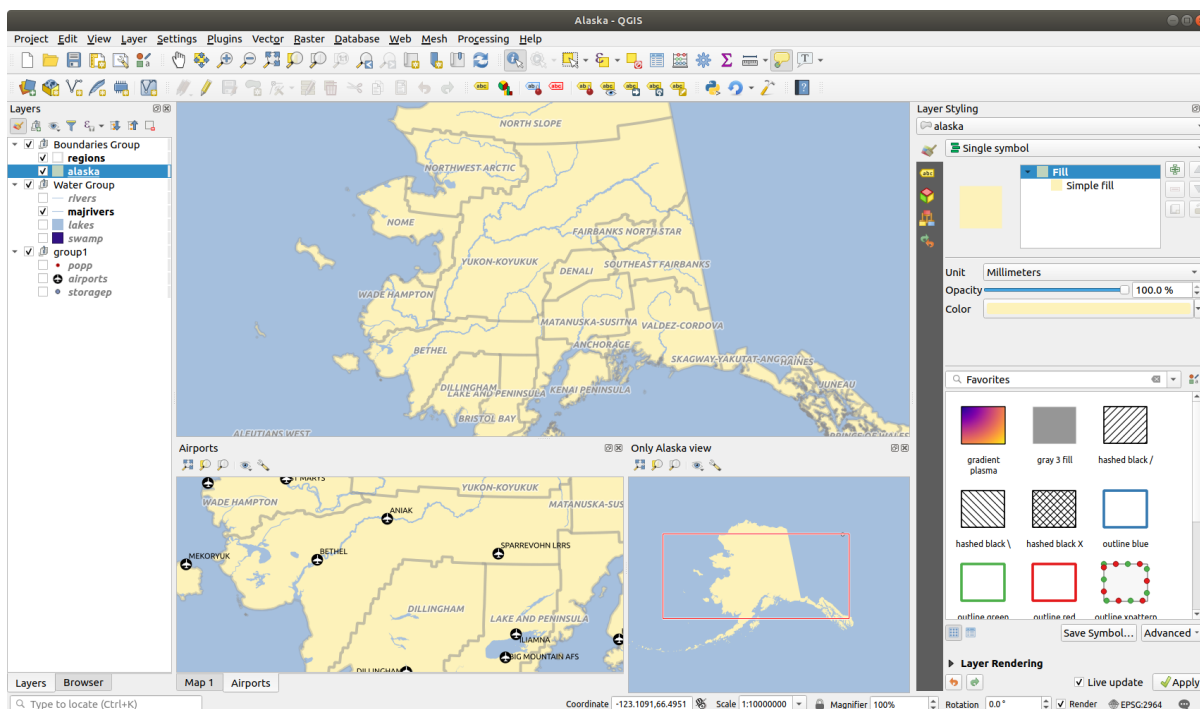 Alaska - QGIS
Project Edit View Layer Settings Plugins Vector Raster Database Web Mesh Processing Help
Layers
Boundaries Group
regions
alaska
Water Group
rivers
majrivers
lakes
swamp
group1
popp
airports
storagep
Layers Browser
NORTH SLOPE
NORTHWEST ARCTIC
NOME
FAIRBANKS NORTH STAR
YUKON-KOYUKUK
DENALI
SOUTHEAST FAIRBANKS
WADE HAMPTON
MATANUSKA-SUSITNA
VALDEZ-CORDOVA
ANCHORAGE
BETHEL
SKAGWAY-YAKUTAT-ANGOON
HAINES
JUNEAU
DILLINGHAM
LAKE AND PENINSULA
KENAI PENINSULA
BRISTOL BAY
ALEUTIANS WEST
Airports
ST MARYS
YUKON-KOYUKUK
WADE HAMPTON
MATANUSKA-SUS
ANIAK
SPARREVOHN LRRS
MEKORYUK
BETHEL
DILLINGHAM
LAKE AND PENINSULA
ILIAMNA
BIG MOUNTAIN AFS
DILLINGHAM
Map 1 Airports
Only Alaska view
Layer Styling
alaska
Single symbol
Fill
Simple fill
Unit Millimeters
Opacity 100.0 %
Color
Favorites
gradient plasma
gray 3 fill
hashed black /
hashed black \
hashed black X
outline blue
outline green
outline red
outline xpattern
Save Symbol... Advanced
Layer Rendering
Live update Apply
Type to locate (Ctrl+K)
Coordinate -123.1091,66.4951 Scale 1:10000000 Magnifier 100% Rotation 0.0° Render EPSG:2964